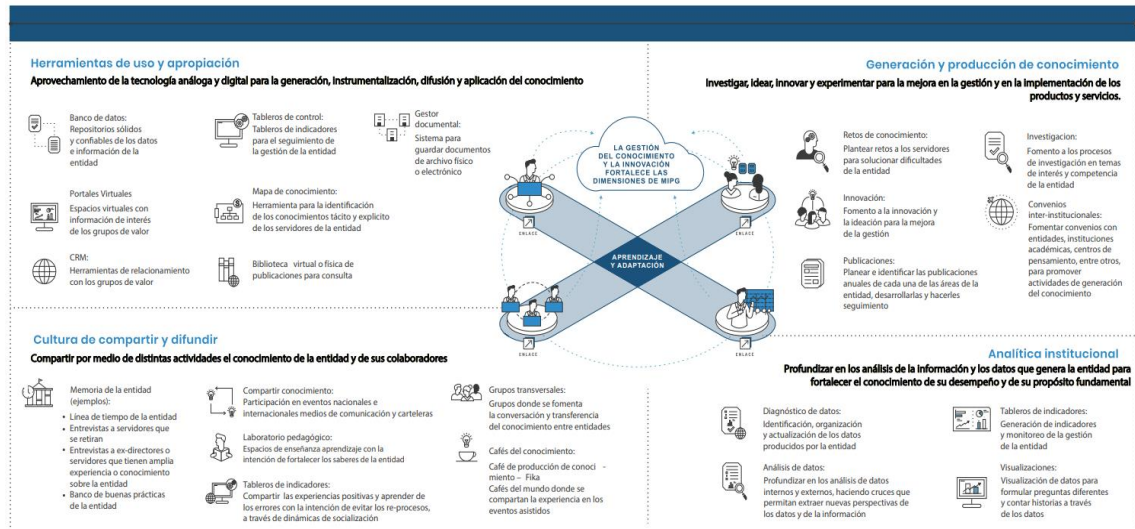 Herramientas de uso y apropiación
Aprovechamiento de la tecnología análoga y digital para la generación, instrumentalización, difusión y aplicación del conocimiento
Banco de datos:
Repositorios sólidos
y confiables de los datos
e información de la
entidad
Tableros de control:
Tableros de indicadores
para el seguimiento de
la gestión de la entidad
Gestor
documental:
Sistema para
guardar documentos
de archivo físico
o electrónico
Portales Virtuales
Espacios virtuales con
información de interés
de los grupos de valor
Mapa de conocimiento:
Herramienta para la identificación
de los conocimientos tácito y explícito
de los servidores de la entidad
CRM:
Herramientas de relacionamiento
con los grupos de valor
Biblioteca virtual o física de
publicaciones para consulta
LA GESTIÓN
DEL CONOCIMIENTO
Y LA INNOVACIÓN
FORTALECE LAS
DIMENSIONES DE MIPG
ENLACE
ENLACE
APRENDIZAJE
Y ADAPTACIÓN
ENLACE
ENLACE
Generación y producción de conocimiento
Investigar, idear, innovar y experimentar para la mejora en la gestión y en la implementación de los
productos y servicios.
Retos de conocimiento:
Plantear retos a los servidores
para solucionar dificultades
de la entidad
Investigacion:
Fomento a los procesos
de investigación en temas
de interés y competencia
de la entidad
Innovación:
Fomento a la innovación y
la ideación para la mejora
de la gestión
Convenios
inter-institucionales:
Fomentar convenios con
entidades, instituciones
académicas, centros de
pensamiento, entre otros,
para promover
actividades de generación
del conocimiento
Publicaciones:
Planear e identificar las publicaciones
anuales de cada una de las áreas de la
entidad, desarrollarlas y hacerles
seguimiento
Cultura de compartir y difundir
Compartir por medio de distintas actividades el conocimiento de la entidad y de sus colaboradores
Memoria de la entidad
(ejemplos):
• Línea de tiempo de la entidad
• Entrevistas a servidores que
se retiran
• Entrevistas a ex-directores o
servidores que tienen amplia
experiencia o conocimiento
sobre la entidad
• Banco de buenas prácticas
de la entidad
Compartir conocimiento:
Participación en eventos nacionales e
internacionales medios de comunicación y carteleras
Laboratorio pedagógico:
Espacios de enseñanza aprendizaje con la
intención de fortalecer los saberes de la entidad
Tableros de indicadores:
Compartir las experiencias positivas y aprender de
los errores con la intención de evitar los re-procesos,
a través de dinámicas de socialización
Grupos transversales:
Grupos donde se fomenta
la conversación y transferencia
del conocimiento entre entidades
Cafés del conocimiento:
Café de producción de conoci -
miento – Fika
Cafés del mundo donde se
compartan la experiencia en los
eventos asistidos
Analítica institucional
Profundizar en los análisis de la información y los datos que genera la entidad para
fortalecer el conocimiento de su desempeño y de su propósito fundamental
Diagnóstico de datos:
Identificación, organización
y actualización de los datos
producidos por la entidad
Tableros de indicadores:
Generación de indicadores
y monitoreo de la gestión
de la entidad
Análisis de datos:
Profundizar en los análisis de datos
internos y externos, haciendo cruces que
permitan extraer nuevas perspectivas de
los datos y de la información
Visualizaciones:
Visualización de datos para
formular preguntas diferentes
y contar historias a través
de los datos